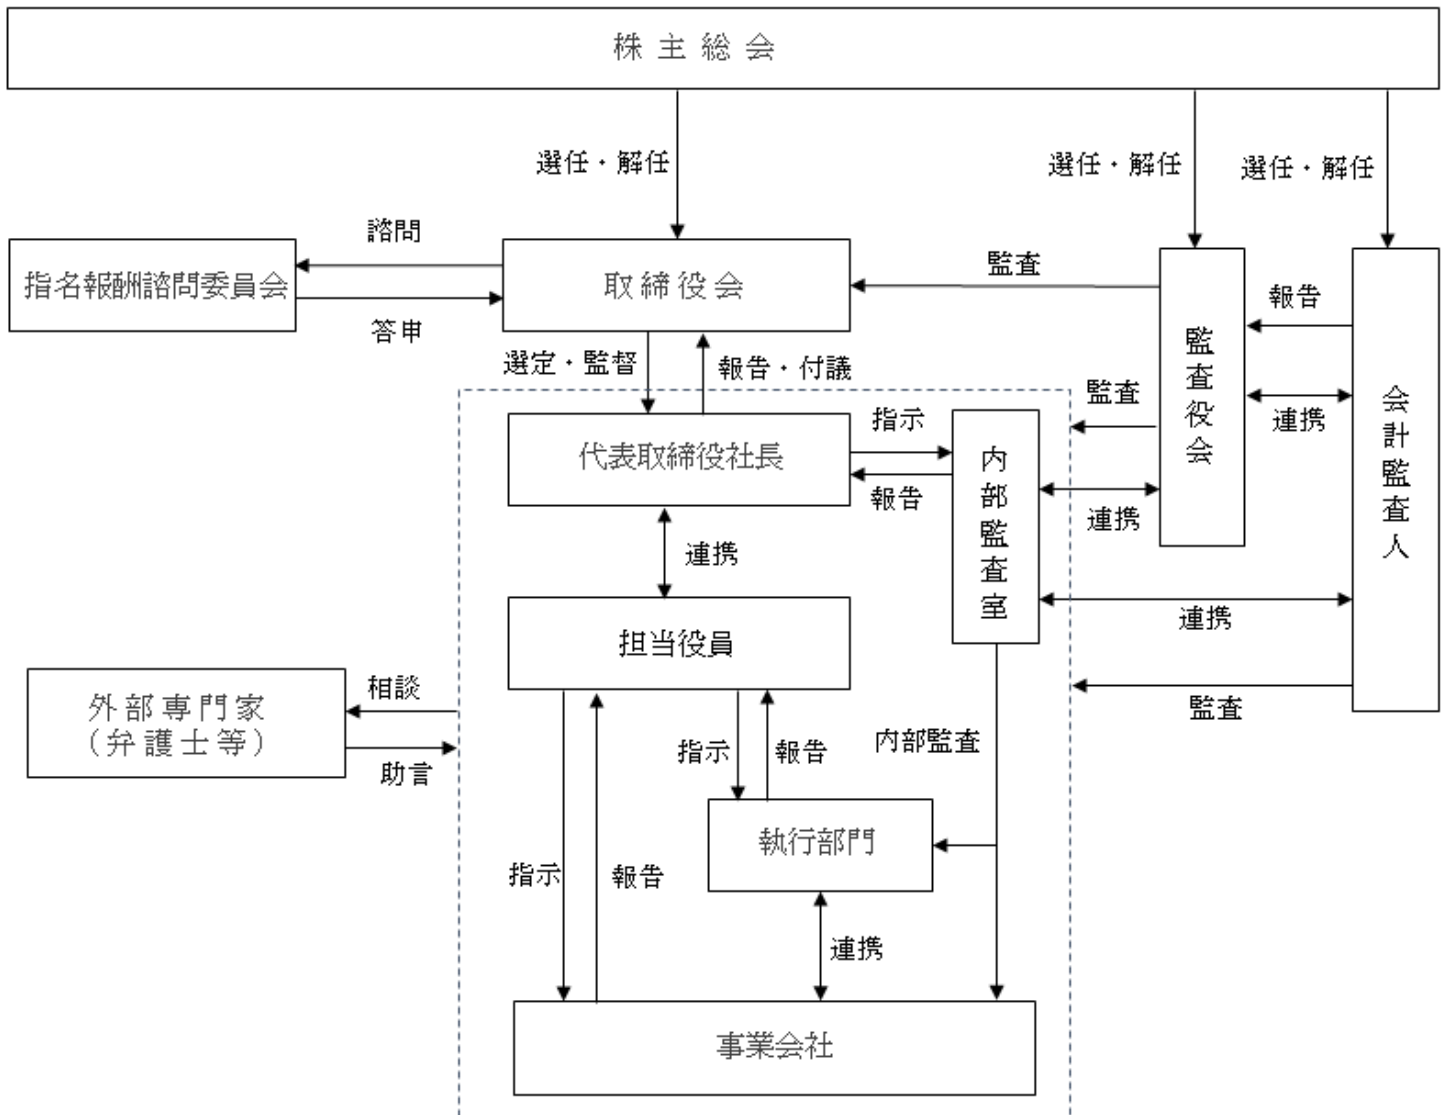 株主総会
選任・解任
選任・解任
選任・解任
諮問
指名報酬諮問委員会
取締役会
監査
答申
報告
監査役会
会計監査人
選定・監督
報告・付議
監査
連携
代表取締役社長
指示
報告
内部監査室
連携
連携
担当役員
連携
外部専門家
(弁護士等)
相談
助言
監査
指示
報告
内部監査
執行部門
指示
報告
連携
事業会社